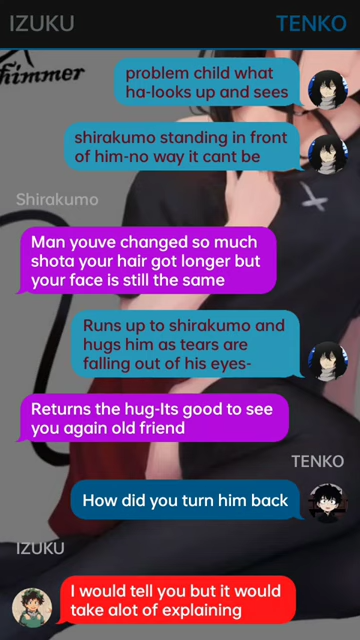 IZUKU
TENKO
himmer
problem child what
ha-looks up and sees
shirakumo standing in front
of him-no way it cant be
Shirakumo
Man youve changed so much
shota your hair got longer but
your face is still the same
Runs up to shirakumo and
hugs him as tears are
falling out of his eyes-
Returns the hug-Its good to see
you again old friend
TENKO
How did you turn him back
IZUKU
I would tell you but it would
take alot of explaining